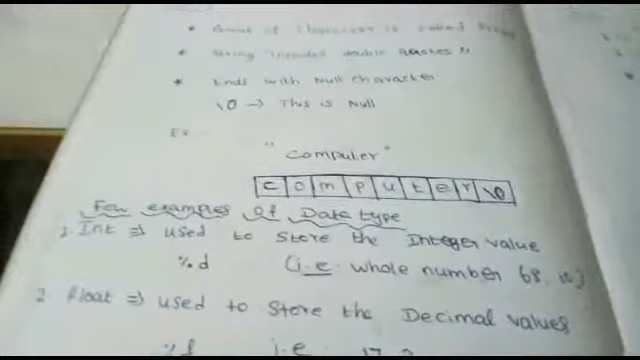 * Group of characters is called String
* String includes double quotes "
* Ends with Null character
\0 → This is Null
Ex
"Computer"
C o m p u t e r \0
Few examples of Data type
1. Int ⇒ used to store the Integer value
%d (i.e. whole number 68, 10)
2. float ⇒ used to store the Decimal values
%f i.e